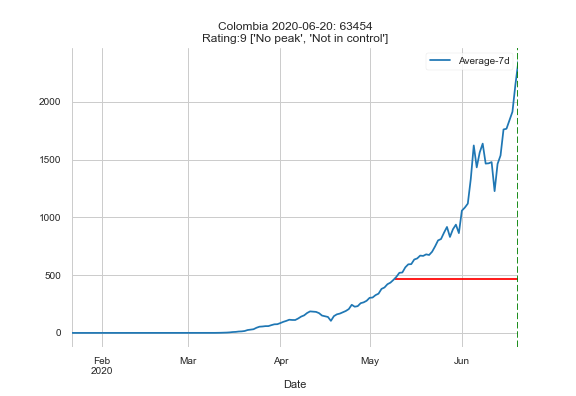 Colombia 2020-06-20: 63454
Rating:9 ['No peak', 'Not in control']
Average-7d
2000
1500
1000
500
0
Feb
2020
Mar
Apr
May
Jun
Date